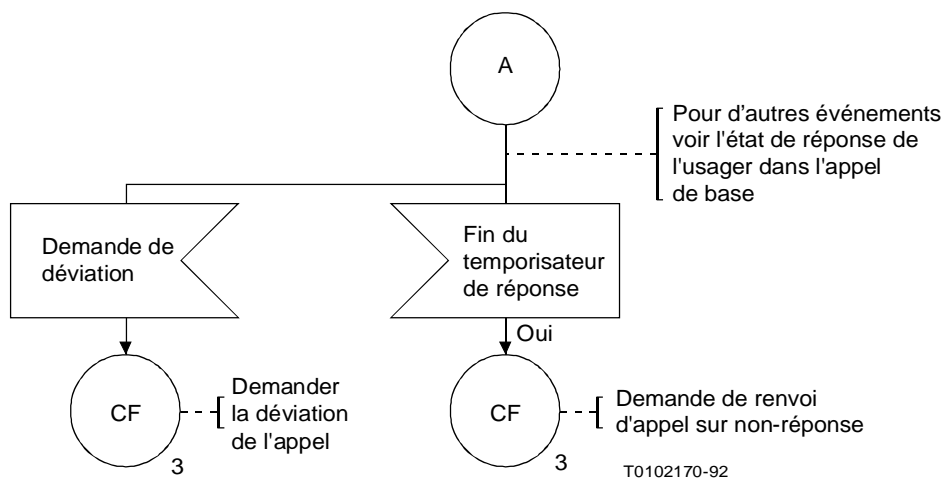 A
Pour d'autres événements
voir l'état de réponse de
l'usager dans l'appel
de base
Demande de
déviation
Fin du
temporisateur
de réponse
Oui
CF
3
Demander
la déviation
de l'appel
CF
3
Demande de renvoi
d'appel sur non-réponse
T0102170-92